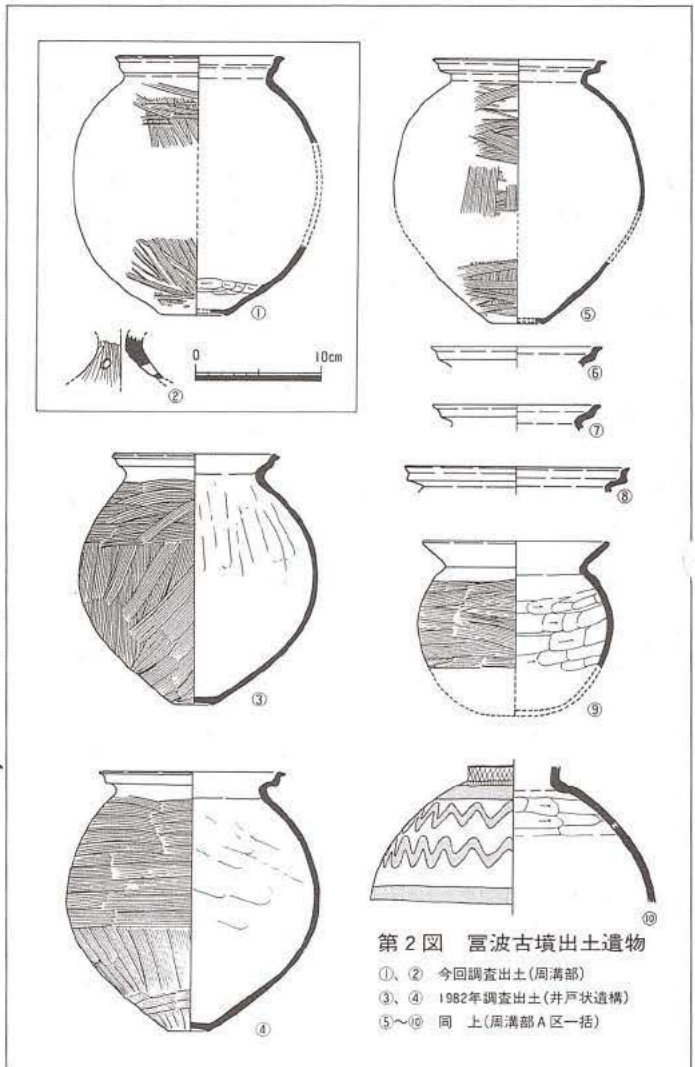 ①
⑤
0 10cm
②
⑥
⑦
⑧
③
⑨
⑩
④
第2図 冨波古墳出土遺物
①、② 今回調査出土(周溝部)
③、④ 1982年調査出土(井戸状遺構)
⑤~⑩ 同 上(周溝部A区一括)